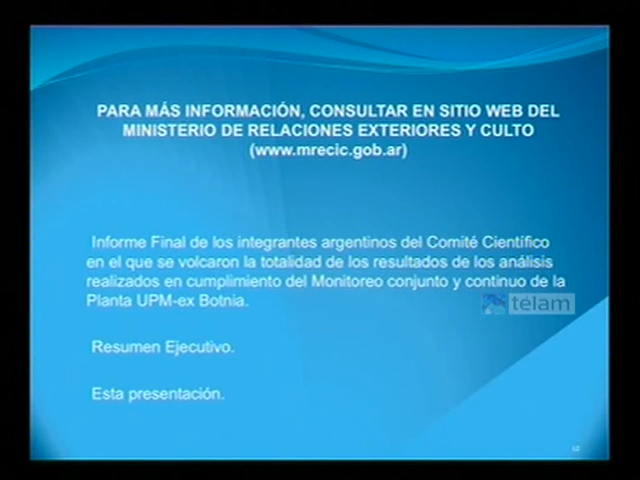 PARA MÁS INFORMACIÓN, CONSULTAR EN SITIO WEB DEL
MINISTERIO DE RELACIONES EXTERIORES Y CULTO
(www.mrecic.gob.ar)
Informe Final de los integrantes argentinos del Comité Científico
en el que se volcaron la totalidad de los resultados de los análisis
realizados en cumplimiento del Monitoreo conjunto y continuo de la
Planta UPM-ex Botnia.
télam
Resumen Ejecutivo.
Esta presentación.
12